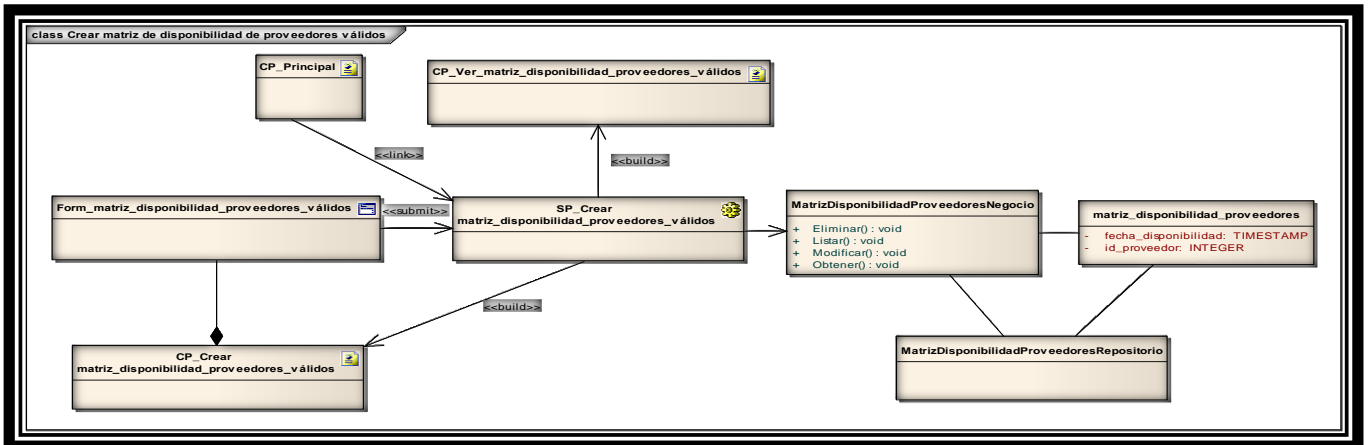 class Crear matriz de disponibilidad de proveedores válidos
CP_Principal
CP_Ver_matriz_disponibilidad_proveedores_válidos
<<link>>
<<build>>
Form_matriz_disponibilidad_proveedores_válidos
<<submit>>
SP_Crear
matriz_disponibilidad_proveedores_válidos
MatrizDisponibilidadProveedoresNegocio
+ Eliminar() : void
+ Listar() : void
+ Modificar() : void
+ Obtener() : void
matriz_disponibilidad_proveedores
- fecha_disponibilidad: TIMESTAMP
- id_proveedor: INTEGER
<<build>>
CP_Crear
matriz_disponibilidad_proveedores_válidos
MatrizDisponibilidadProveedoresRepositorio